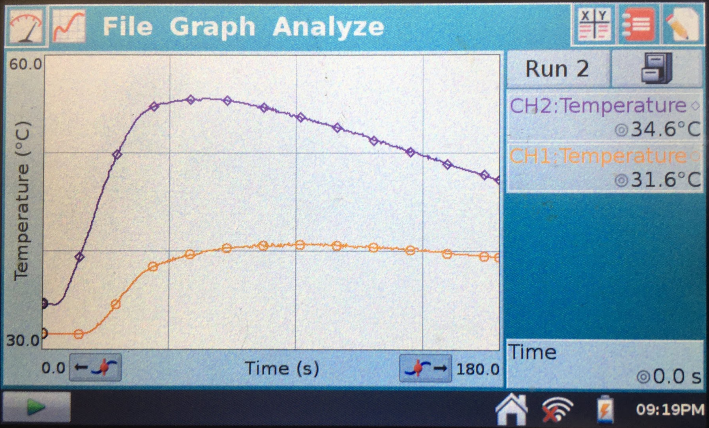 File Graph Analyze
X Y
60.0
Temperature (°C)
30.0
0.0
Time (s)
180.0
Run 2
CH2:Temperature
34.6°C
CH1:Temperature
31.6°C
Time
0.0 s
09:19PM